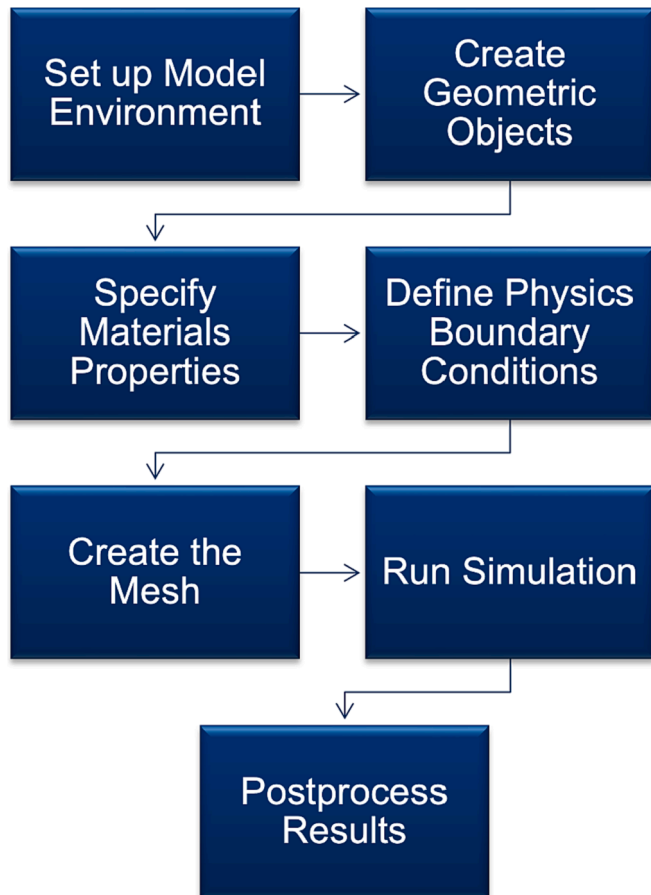 Set up Model
Environment
Create
Geometric
Objects
Specify
Materials
Properties
Define Physics
Boundary
Conditions
Create the
Mesh
Run Simulation
Postprocess
Results